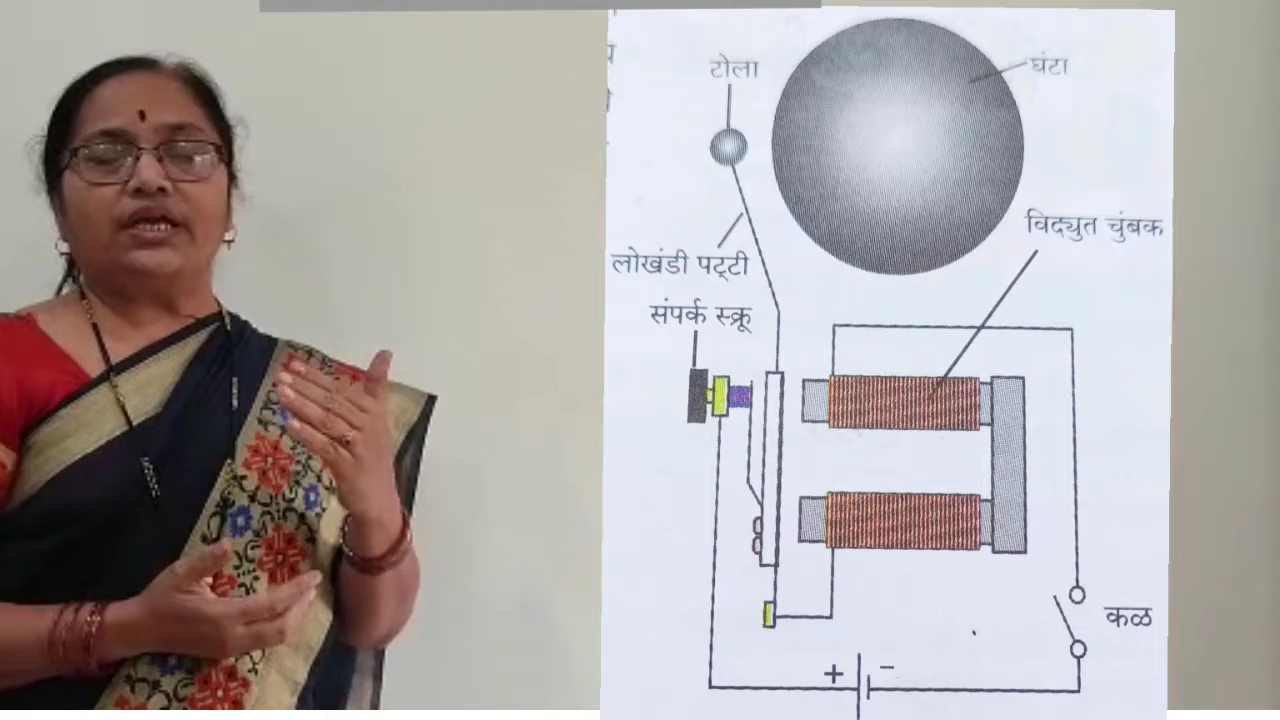 टोला
घंटा
विद्युत चुंबक
लोखंडी पट्टी
संपर्क स्क्रू
कळ
+ −